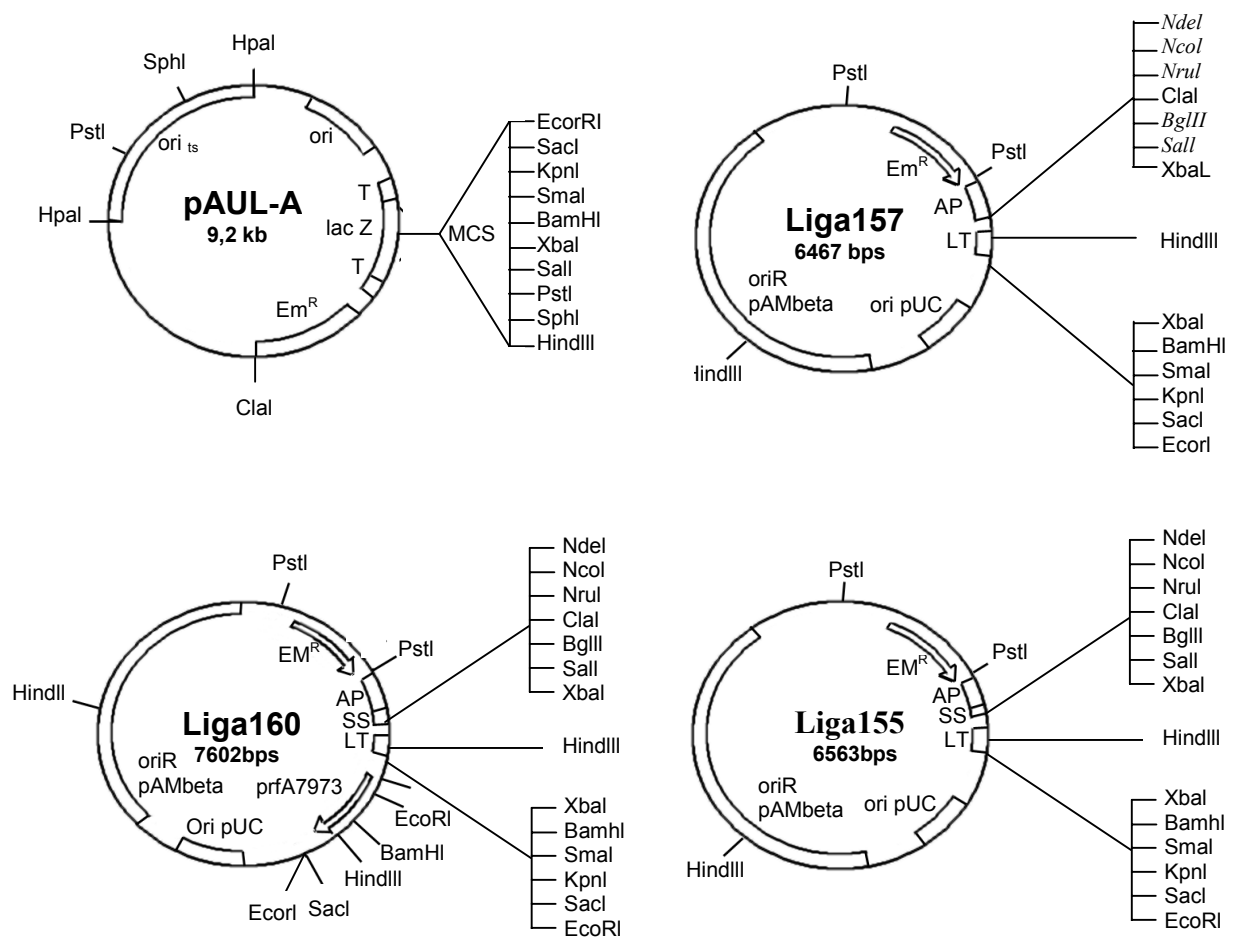 HpaI
SphI
PstI
HpaI
ori ts
ori
pAUL-A
9,2 kb
T
lac Z
T
Em^R
ClaI
MCS
EcorRI
SacI
KpnI
SmaI
BamHI
XbaI
SalI
PstI
SphI
HindIII
PstI
Em^R
PstI
AP
Liga157
6467 bps
LT
oriR
pAMbeta
ori pUC
HindIII
NdeI
NcoI
NruI
ClaI
BglII
SalI
XbaL
HindIII
XbaI
BamHI
SmaI
KpnI
SacI
EcorI
PstI
EM^R
PstI
AP
SS
HindII
Liga160
7602bps
LT
oriR
pAMbeta
prfA7973
Ori pUC
EcoRI
BamHI
HindIII
EcorI
SacI
NdeI
NcoI
NruI
ClaI
BglII
SalI
XbaI
HindIII
XbaI
BamhI
SmaI
KpnI
SacI
EcoRI
PstI
EM^R
PstI
AP
SS
Liga155
6563bps
LT
oriR
pAMbeta
ori pUC
HindIII
NdeI
NcoI
NruI
ClaI
BglII
SalI
XbaI
HindIII
XbaI
BamhI
SmaI
KpnI
SacI
EcoRI